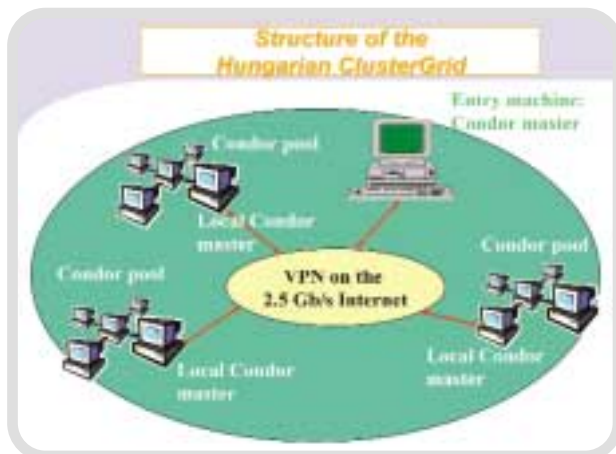 Structure of the
Hungarian ClusterGrid
Entry machine:
Condor master
Condor pool
Local Condor
master
Condor pool
VPN on the
2.5 Gb/s Internet
Condor pool
Local Condor
master
Local Condor
master